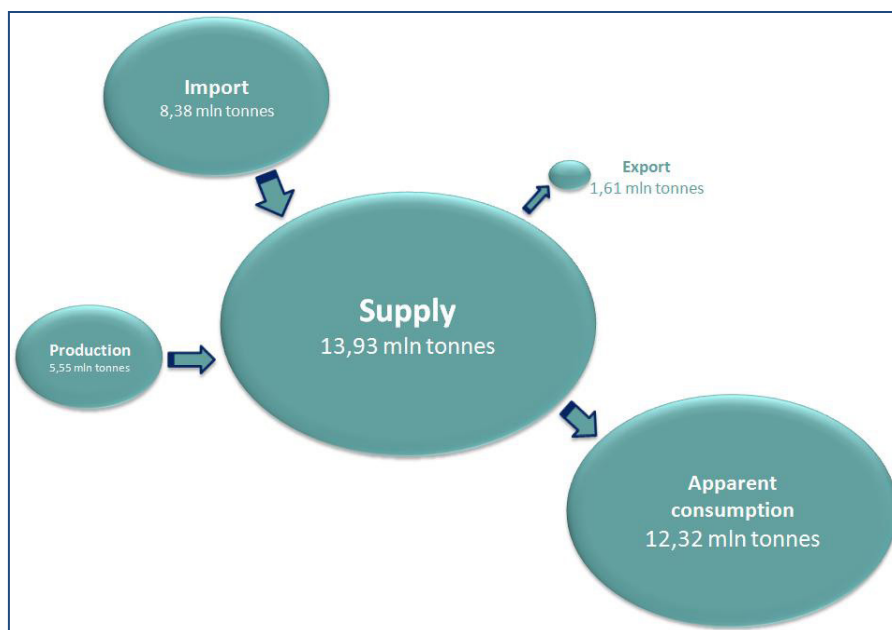 Import
8,38 mln tonnes
Export
1,61 mln tonnes
Supply
13,93 mln tonnes
Production
5,55 mln tonnes
Apparent
consumption
12,32 mln tonnes